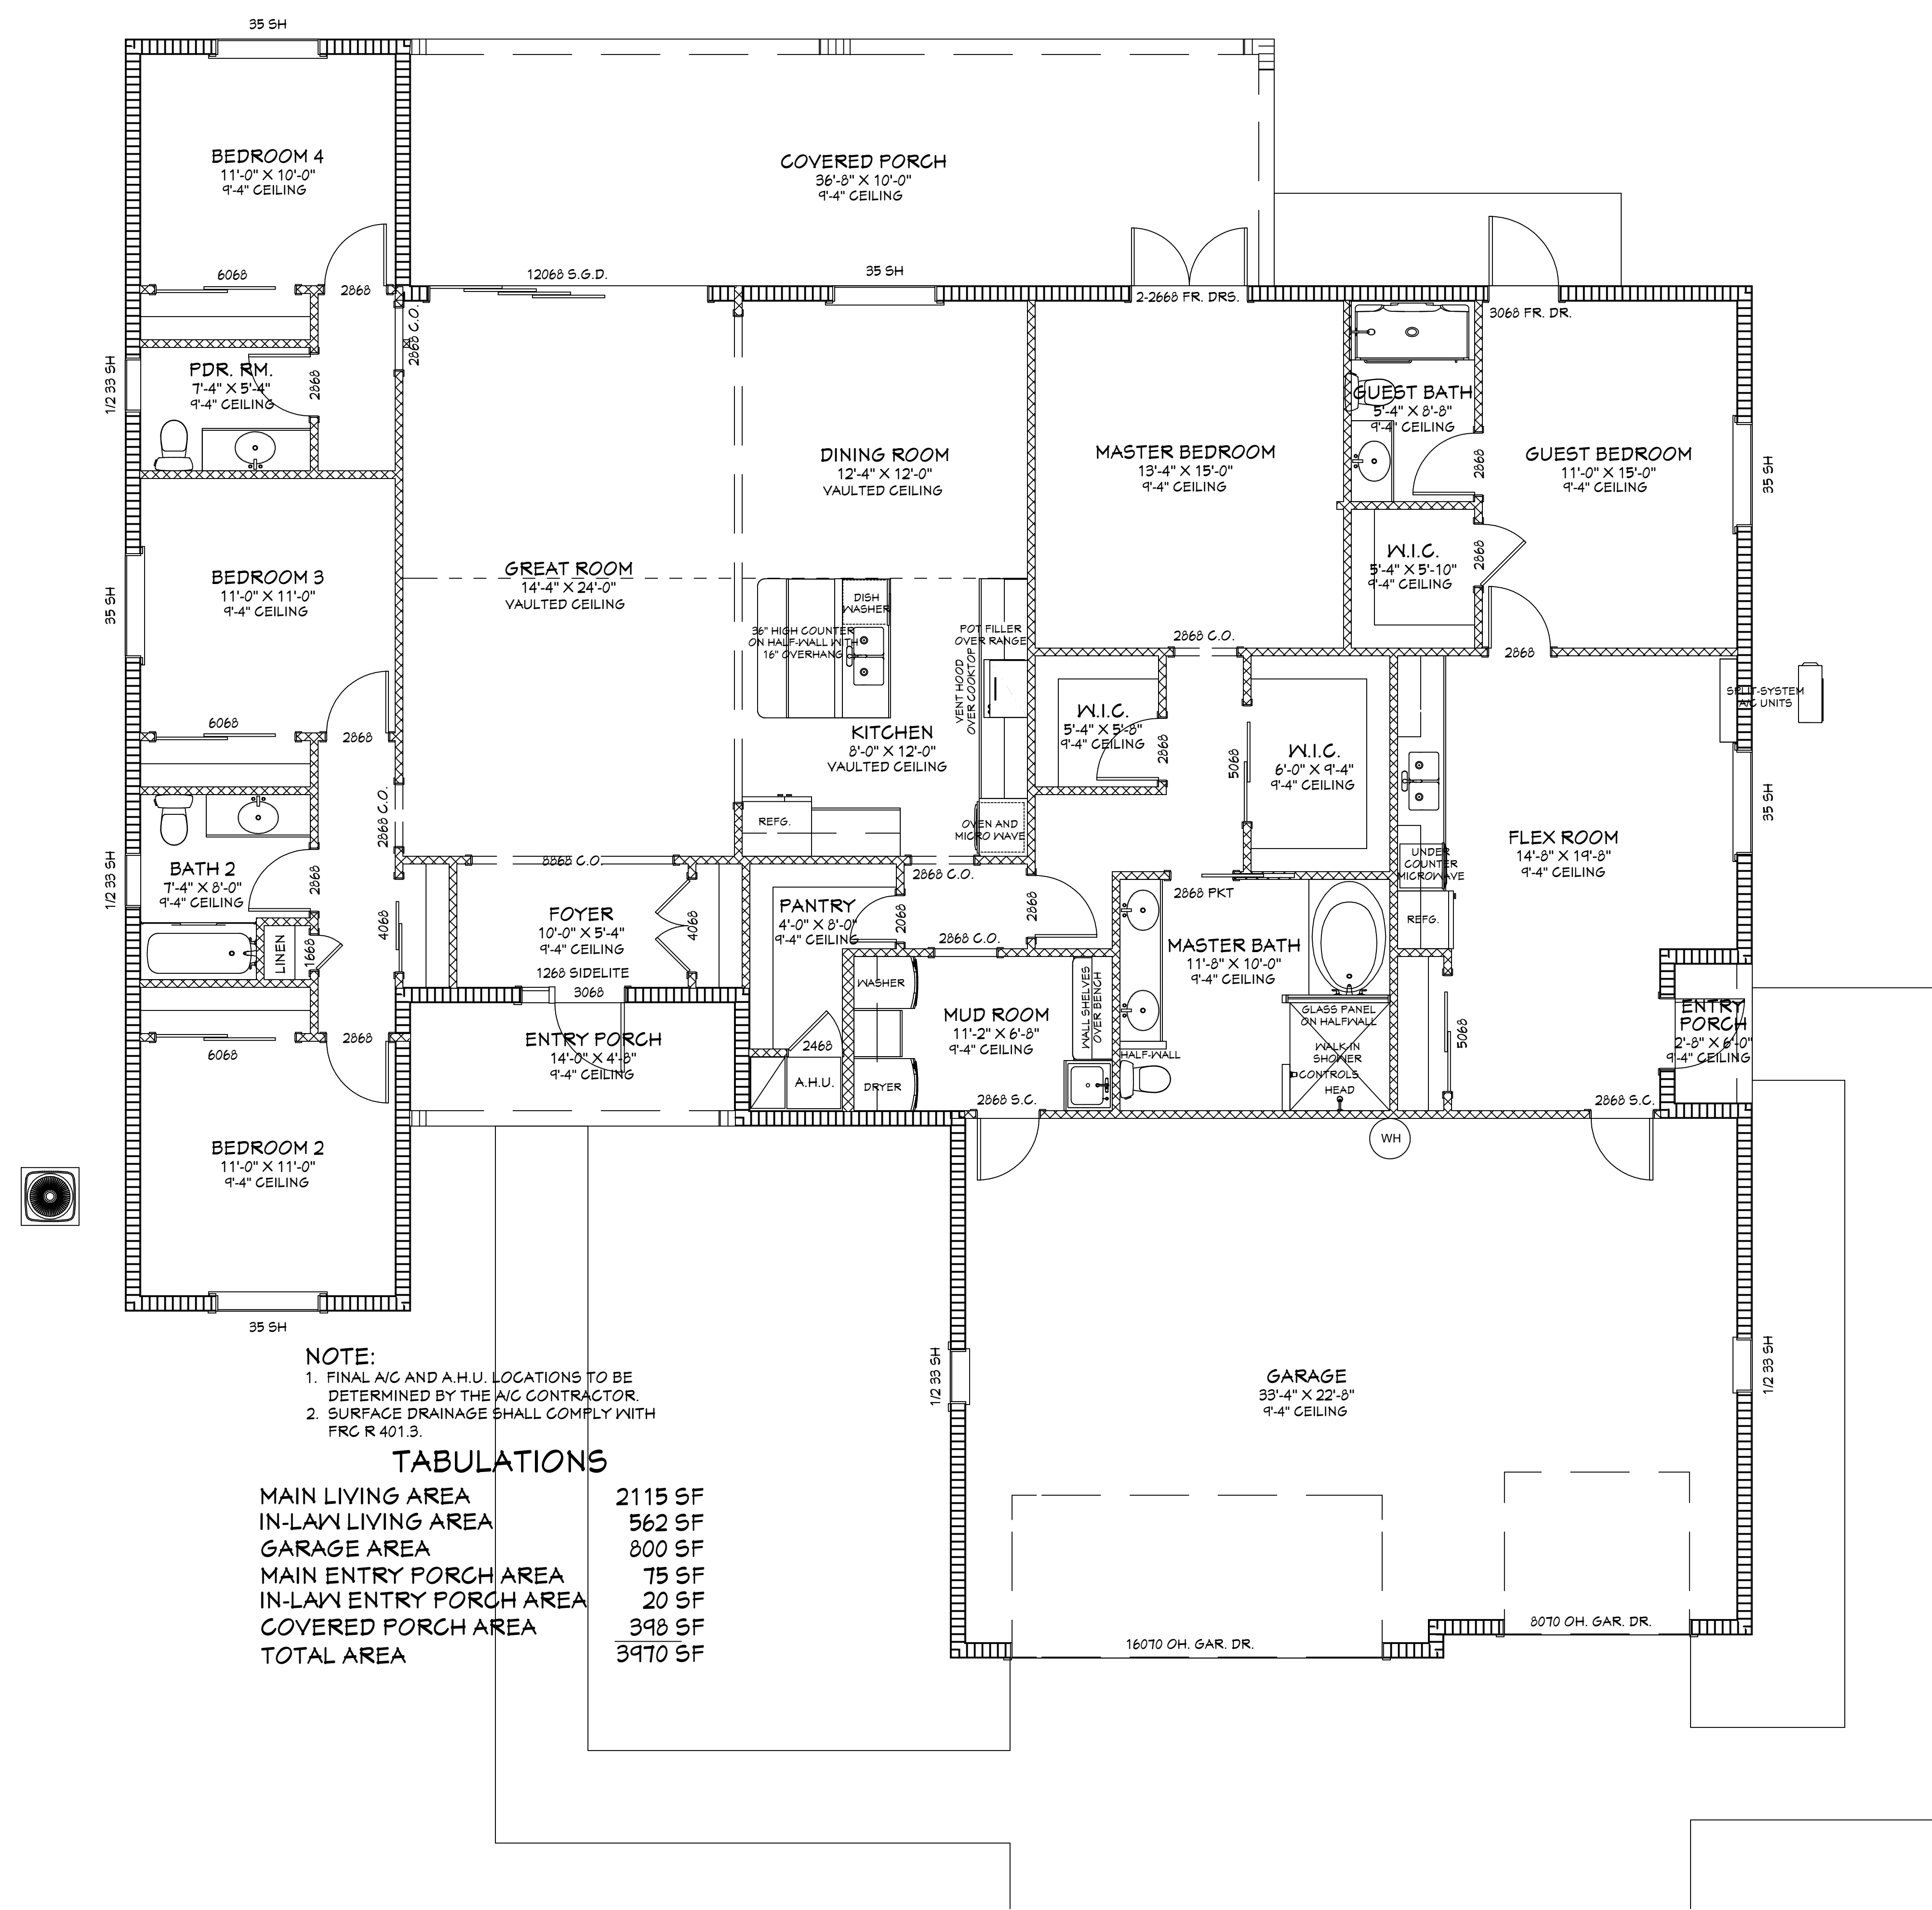 35 SH
BEDROOM 4
11'-0" X 10'-0"
9'-4" CEILING
COVERED PORCH
36'-8" X 10'-0"
9'-4" CEILING
6068
2868
12068 S.G.D.
35 SH
2-2668 FR. DRS.
3068 FR. DR.
2868 C.O.
1/2 33 SH
PDR. RM.
7'-4" X 5'-4"
9'-4" CEILING
2868
GUEST BATH
5'-4" X 8'-8"
9'-4" CEILING
2868
DINING ROOM
12'-4" X 12'-0"
VAULTED CEILING
MASTER BEDROOM
13'-4" X 15'-0"
9'-4" CEILING
GUEST BEDROOM
11'-0" X 15'-0"
9'-4" CEILING
35 SH
BEDROOM 3
11'-0" X 11'-0"
9'-4" CEILING
35 SH
GREAT ROOM
14'-4" X 24'-0"
VAULTED CEILING
W.I.C.
5'-4" X 5'-10"
9'-4" CEILING
2868
DISH
WASHER
36" HIGH COUNTER
ON HALF-WALL WITH
16" OVERHANG
POT FILLER
OVER RANGE
VENT HOOD
OVER COOKTOP
2868 C.O.
2868
SPLIT-SYSTEM
A/C UNITS
6068
2868
KITCHEN
8'-0" X 12'-0"
VAULTED CEILING
W.I.C.
5'-4" X 5'-8"
9'-4" CEILING
2868
5068
W.I.C.
6'-0" X 9'-4"
9'-4" CEILING
35 SH
2868 C.O.
REFG.
OVEN AND
MICRO WAVE
FLEX ROOM
14'-8" X 19'-8"
9'-4" CEILING
UNDER
COUNTER
MICROWAVE
REFG.
1/2 33 SH
BATH 2
7'-4" X 8'-0"
9'-4" CEILING
2868
8868 C.O.
2868 C.O.
2868 PKT
4068
FOYER
10'-0" X 5'-4"
9'-4" CEILING
4068
PANTRY
4'-0" X 8'-0"
9'-4" CEILING
2068
2868
2868 C.O.
LINEN
1668
MASTER BATH
11'-8" X 10'-0"
9'-4" CEILING
1268 SIDELITE
3068
WASHER
WALL SHELVES
OVER BENCH
MUD ROOM
11'-2" X 6'-8"
9'-4" CEILING
GLASS PANEL
ON HALFWALL
WALK-IN
SHOWER
CONTROLS
HEAD
5068
ENTRY
PORCH
2'-8" X 6'-0"
9'-4" CEILING
6068
2868
ENTRY PORCH
14'-0" X 4'-8"
9'-4" CEILING
2468
A.H.U.
DRYER
HALF-WALL
2868 S.C.
2868 S.C.
WH
BEDROOM 2
11'-0" X 11'-0"
9'-4" CEILING
35 SH
1/2 33 SH
GARAGE
33'-4" X 22'-8"
9'-4" CEILING
1/2 33 SH
16070 OH. GAR. DR.
8070 OH. GAR. DR.
NOTE:
1. FINAL A/C AND A.H.U. LOCATIONS TO BE
DETERMINED BY THE A/C CONTRACTOR.
2. SURFACE DRAINAGE SHALL COMPLY WITH
FRC R 401.3.
TABULATIONS
MAIN LIVING AREA 2115 SF
IN-LAW LIVING AREA 562 SF
GARAGE AREA 800 SF
MAIN ENTRY PORCH AREA 75 SF
IN-LAW ENTRY PORCH AREA 20 SF
COVERED PORCH AREA 398 SF
TOTAL AREA 3970 SF